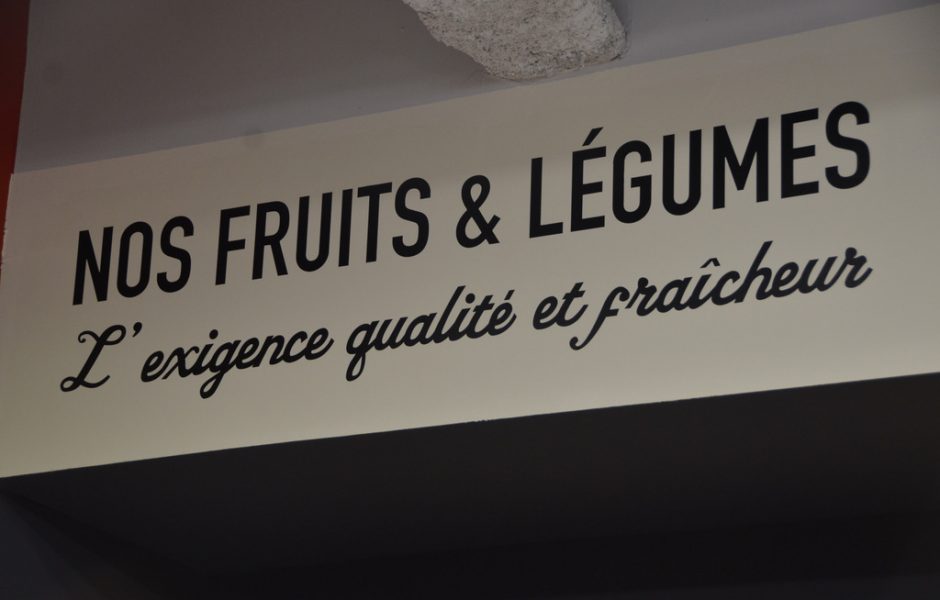 NOS FRUITS & LÉGUMES
L'exigence qualité et fraîcheur